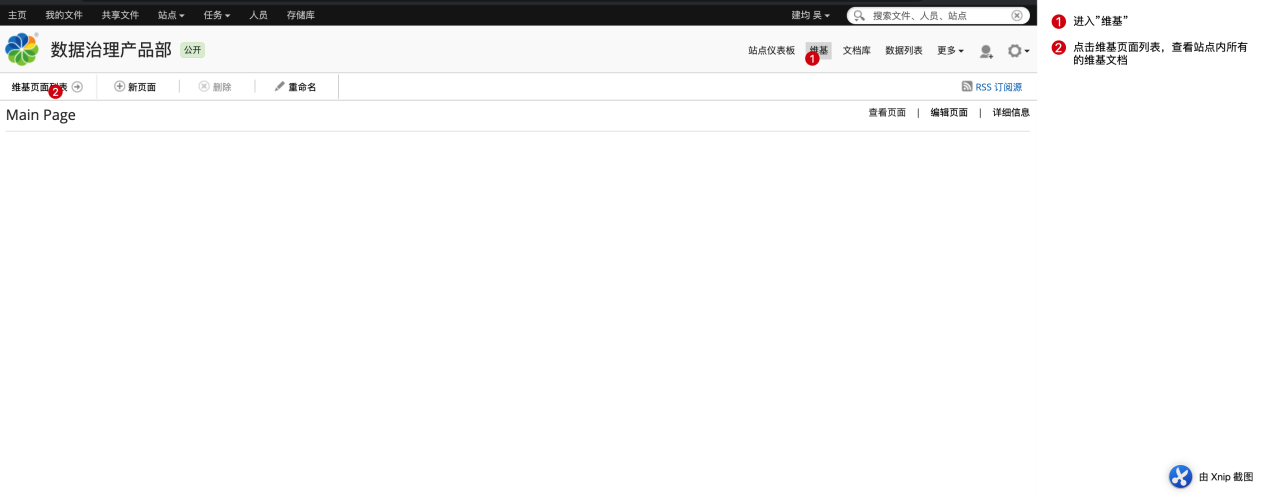 主页 我的文件 共享文件 站点 任务 人员 存储库 建均 吴 搜索文件、人员、站点
数据治理产品部 公开 站点仪表板 维基 文档库 数据列表 更多
1
维基页面列表 新页面 删除 重命名 RSS 订阅源
2
Main Page 查看页面 | 编辑页面 | 详细信息
1 进入”维基”
2 点击维基页面列表，查看站点内所有
的维基文档
由 Xnip 截图